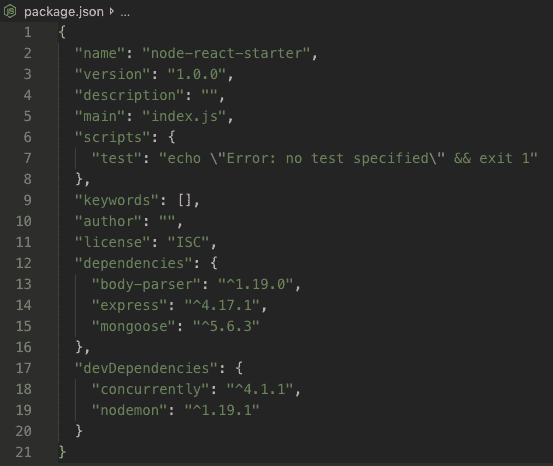 JS package.json ▸ ...
1 {
2 "name": "node-react-starter",
3 "version": "1.0.0",
4 "description": "",
5 "main": "index.js",
6 "scripts": {
7 "test": "echo \"Error: no test specified\" && exit 1"
8 },
9 "keywords": [],
10 "author": "",
11 "license": "ISC",
12 "dependencies": {
13 "body-parser": "^1.19.0",
14 "express": "^4.17.1",
15 "mongoose": "^5.6.3"
16 },
17 "devDependencies": {
18 "concurrently": "^4.1.1",
19 "nodemon": "^1.19.1"
20 }
21 }